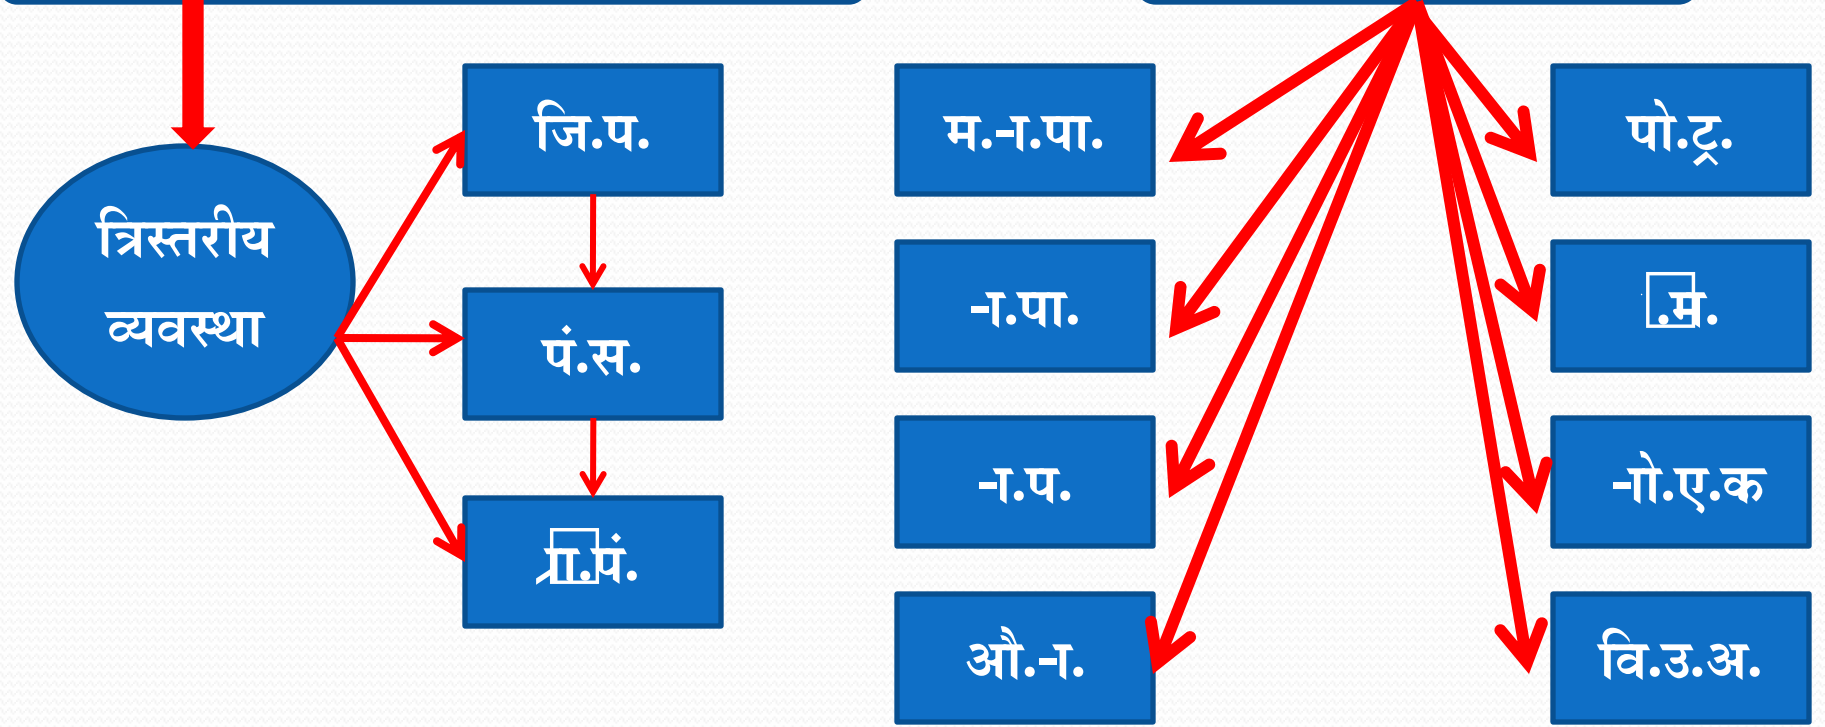 त्रिस्तरीय
व्यवस्था
जि.प.
पं.स.
म.-ा.पा.
-ा.पा.
-ा.प.
औ.-ा.
पो.ट्र.
-ाे.ए.क
वि.उ.अ.